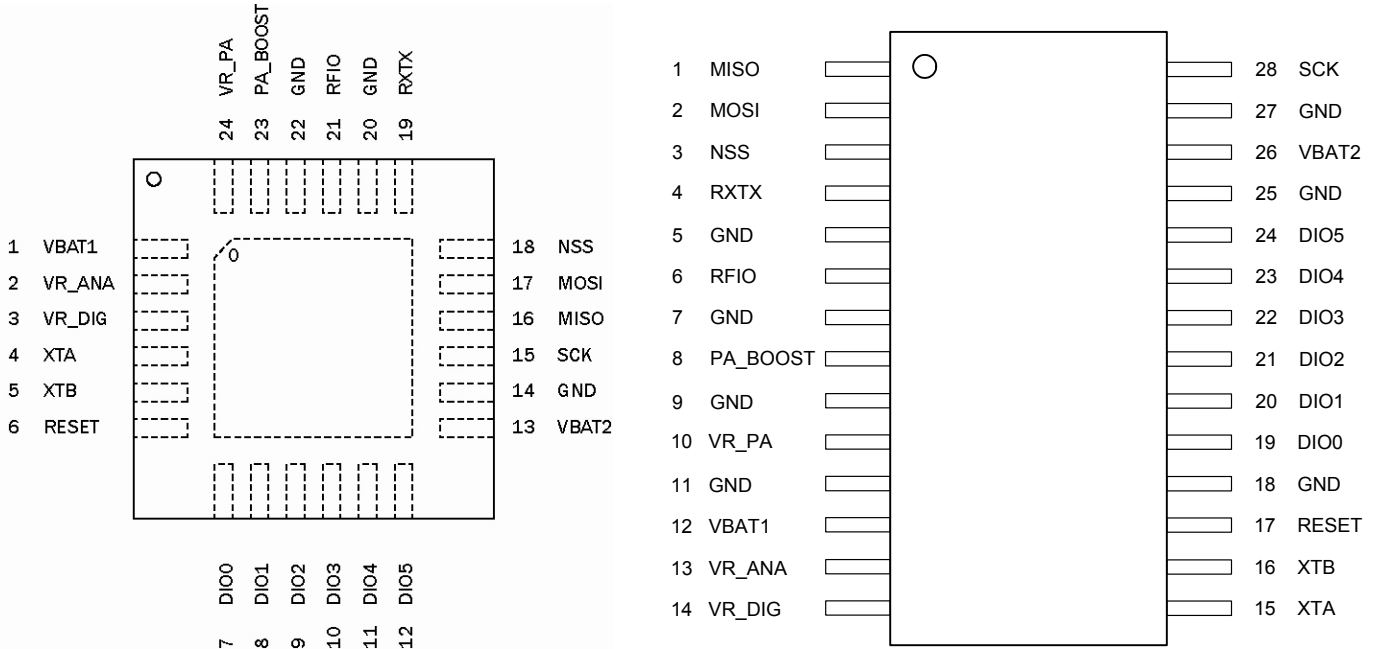 24 VR_PA
23 PA_BOOST
22 GND
21 RFIO
20 GND
19 RXTX
1 VBAT1
2 VR_ANA
3 VR_DIG
4 XTA
5 XTB
6 RESET
0
18 NSS
17 MOSI
16 MISO
15 SCK
14 GND
13 VBAT2
7 DIO0
8 DIO1
9 DIO2
10 DIO3
11 DIO4
12 DIO5
1 MISO
2 MOSI
3 NSS
4 RXTX
5 GND
6 RFIO
7 GND
8 PA_BOOST
9 GND
10 VR_PA
11 GND
12 VBAT1
13 VR_ANA
14 VR_DIG
28 SCK
27 GND
26 VBAT2
25 GND
24 DIO5
23 DIO4
22 DIO3
21 DIO2
20 DIO1
19 DIO0
18 GND
17 RESET
16 XTB
15 XTA